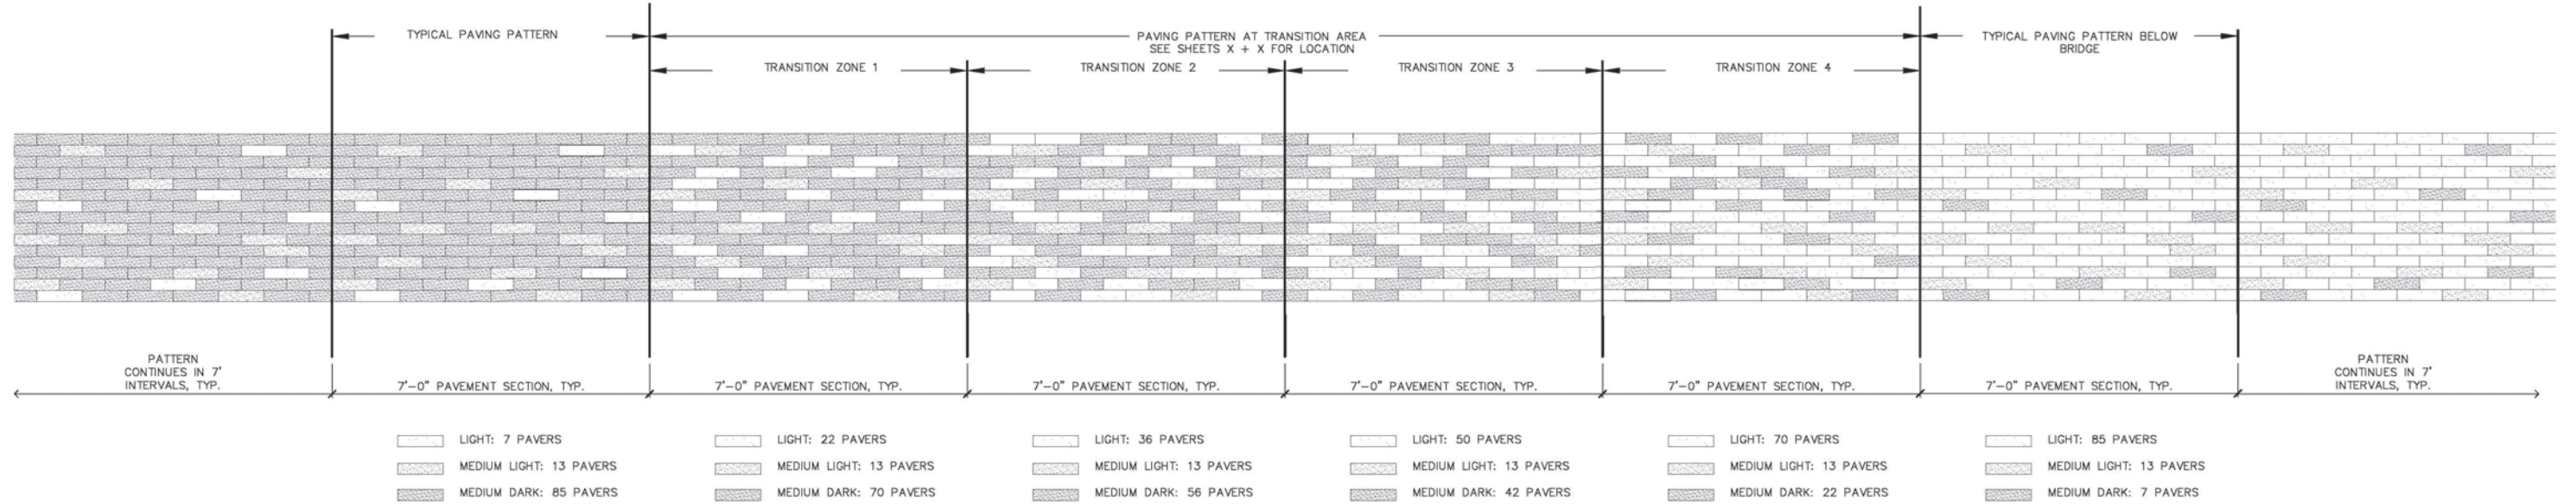 TYPICAL PAVING PATTERN
PAVING PATTERN AT TRANSITION AREA
SEE SHEETS X + X FOR LOCATION
TYPICAL PAVING PATTERN BELOW
BRIDGE
TRANSITION ZONE 1
TRANSITION ZONE 2
TRANSITION ZONE 3
TRANSITION ZONE 4
PATTERN
CONTINUES IN 7'
INTERVALS, TYP.
7'-0" PAVEMENT SECTION, TYP.
7'-0" PAVEMENT SECTION, TYP.
7'-0" PAVEMENT SECTION, TYP.
7'-0" PAVEMENT SECTION, TYP.
7'-0" PAVEMENT SECTION, TYP.
7'-0" PAVEMENT SECTION, TYP.
PATTERN
CONTINUES IN 7'
INTERVALS, TYP.
LIGHT: 7 PAVERS
MEDIUM LIGHT: 13 PAVERS
MEDIUM DARK: 85 PAVERS
LIGHT: 22 PAVERS
MEDIUM LIGHT: 13 PAVERS
MEDIUM DARK: 70 PAVERS
LIGHT: 36 PAVERS
MEDIUM LIGHT: 13 PAVERS
MEDIUM DARK: 56 PAVERS
LIGHT: 50 PAVERS
MEDIUM LIGHT: 13 PAVERS
MEDIUM DARK: 42 PAVERS
LIGHT: 70 PAVERS
MEDIUM LIGHT: 13 PAVERS
MEDIUM DARK: 22 PAVERS
LIGHT: 85 PAVERS
MEDIUM LIGHT: 13 PAVERS
MEDIUM DARK: 7 PAVERS